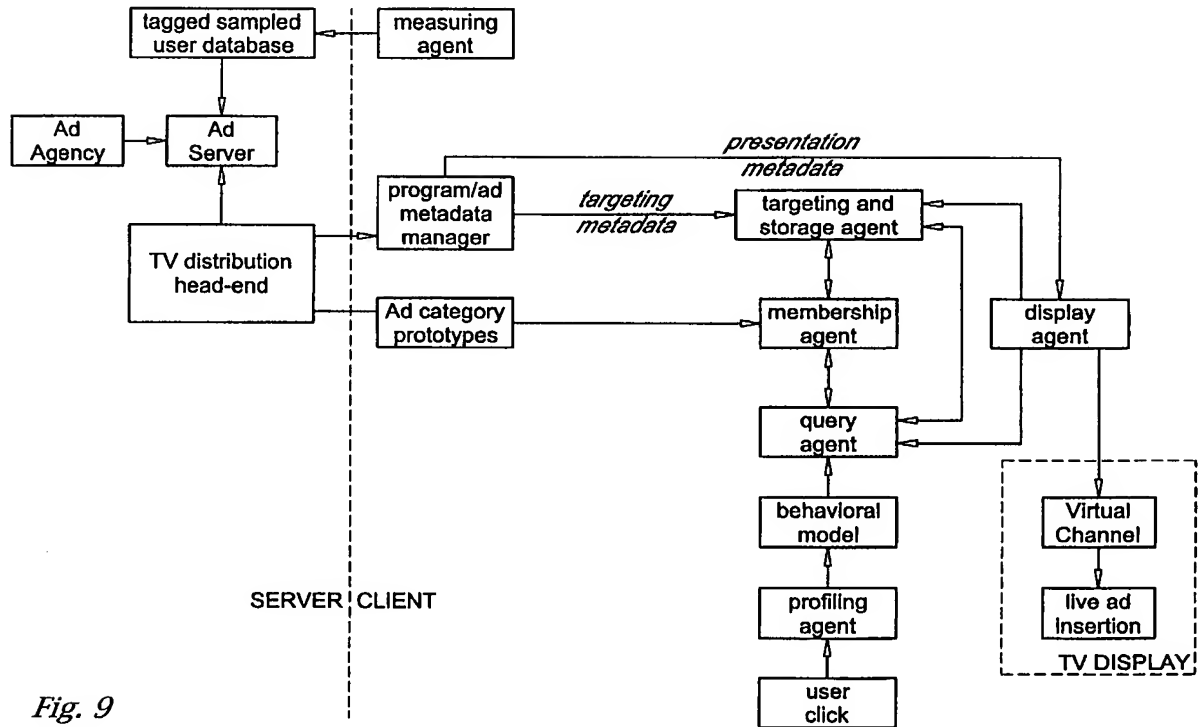 tagged sampled
user database
measuring
agent
Ad
Agency
Ad
Server
presentation
metadata
program/ad
metadata
manager
targeting
metadata
targeting and
storage agent
TV distribution
head-end
Ad category
prototypes
membership
agent
display
agent
query
agent
behavioral
model
Virtual
Channel
SERVER
CLIENT
profiling
agent
live ad
insertion
TV DISPLAY
user
click
Fig. 9